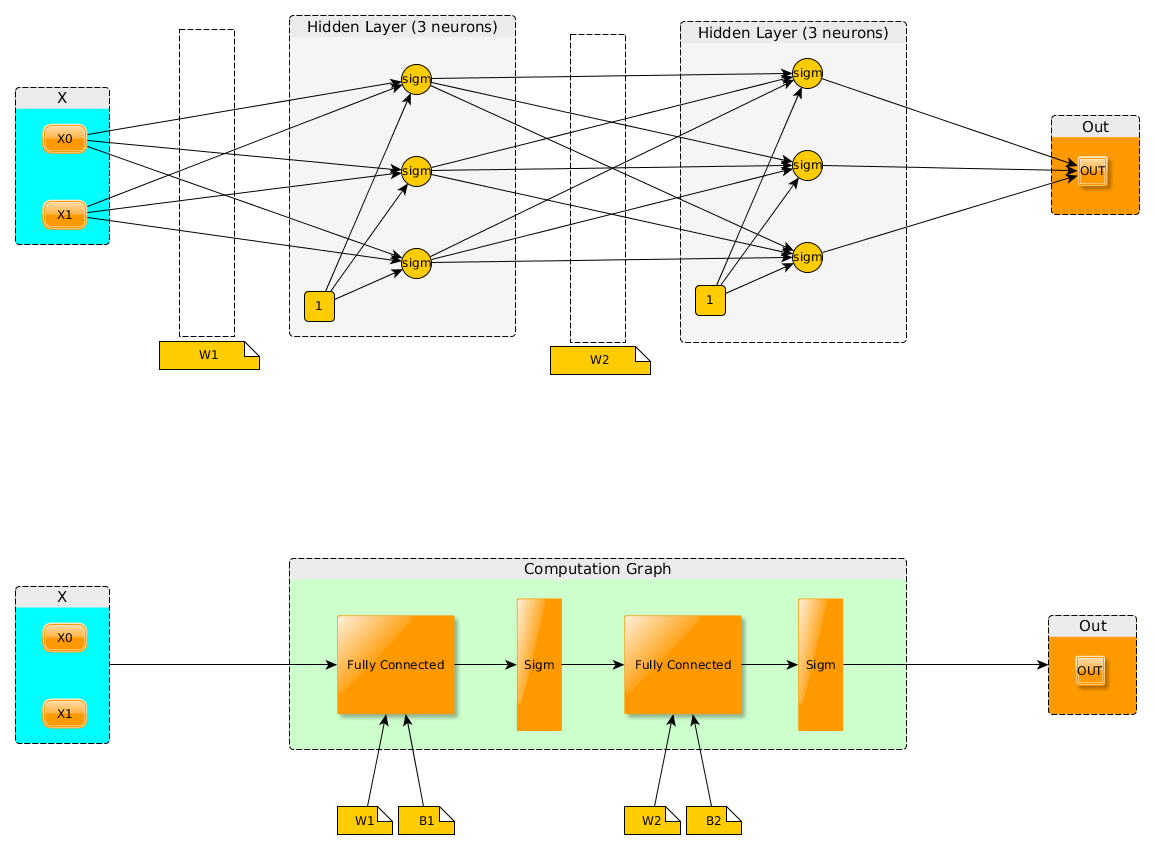 Hidden Layer (3 neurons)
Hidden Layer (3 neurons)
X
X0
X1
sigm
sigm
sigm
1
sigm
sigm
sigm
1
Out
OUT
W1
W2
Computation Graph
X
X0
X1
Fully Connected
Sigm
Fully Connected
Sigm
Out
OUT
W1
B1
W2
B2